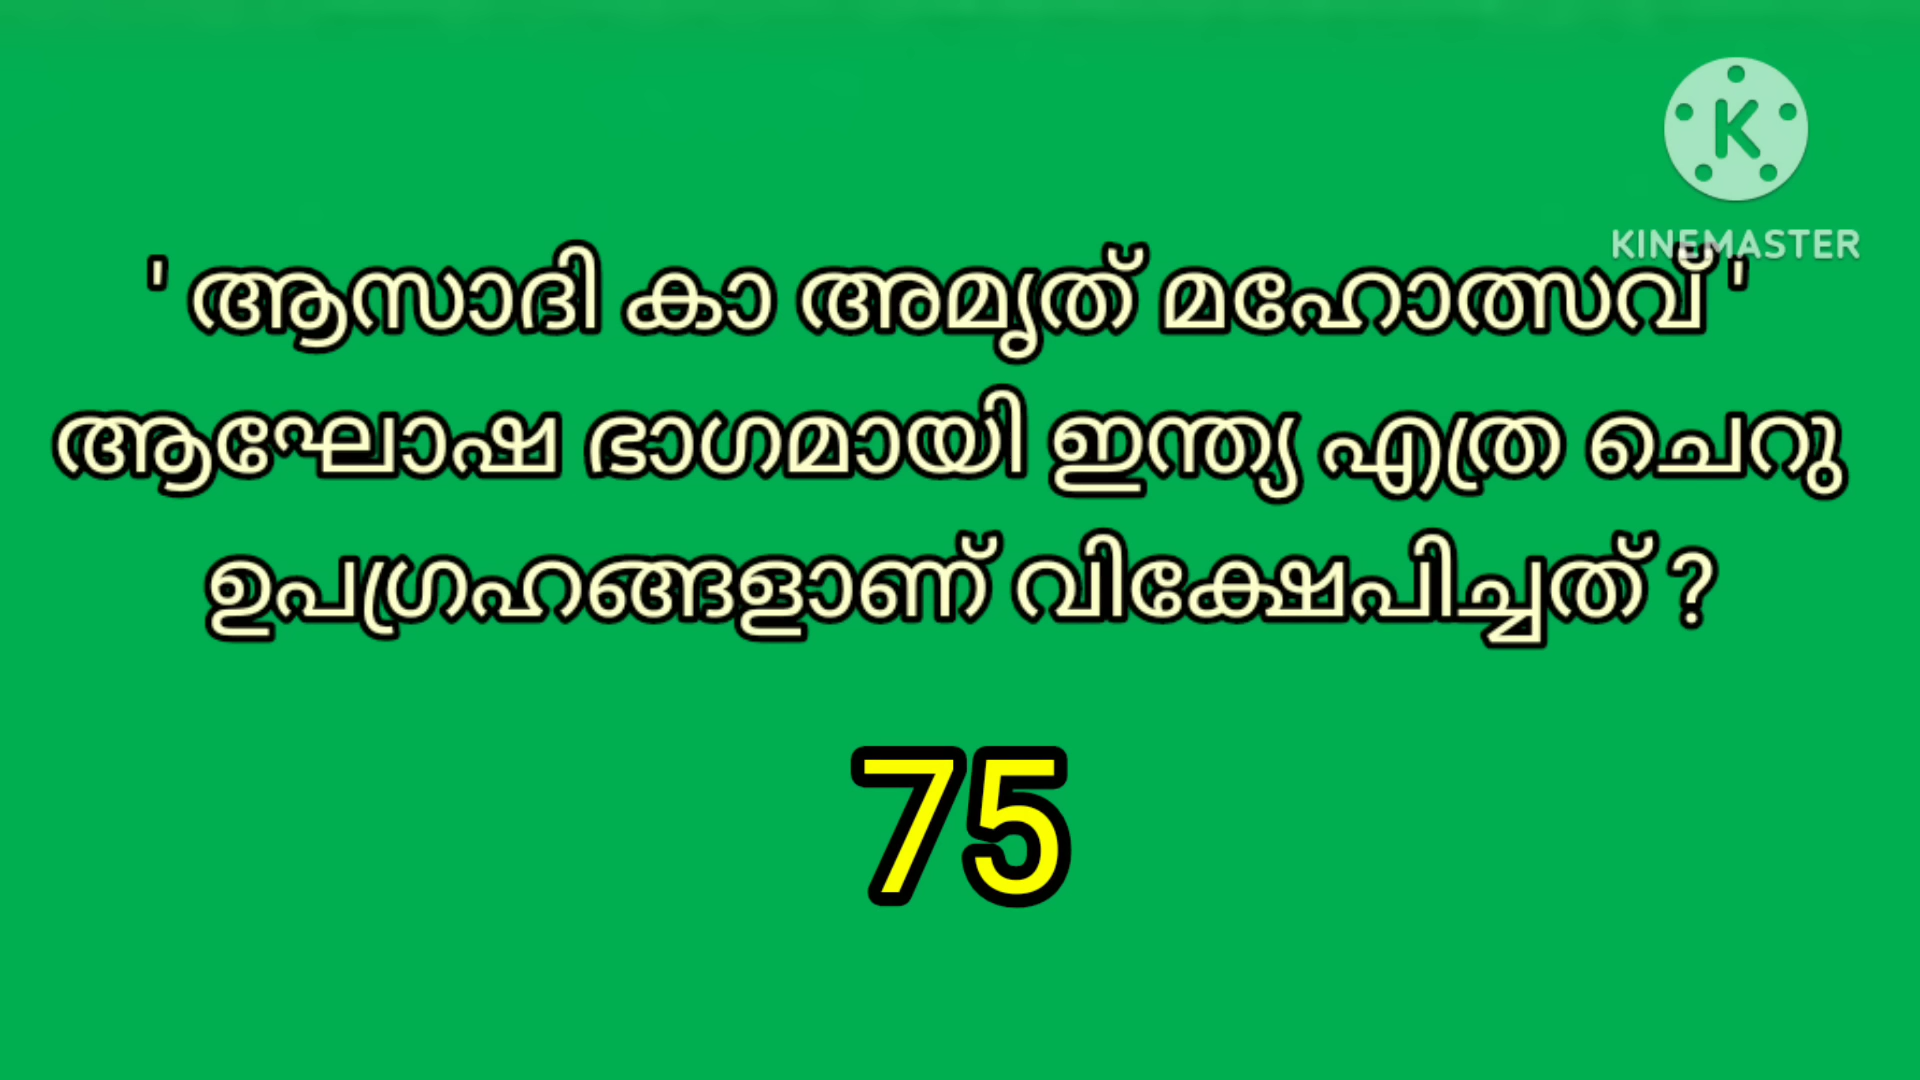 K
KINEMASTER
' ആസാദി കാ അമൃത് മഹോത്സവ് '
ആഘോഷ ഭാഗമായി ഇന്ത്യ എത്ര ചെറു
ഉപഗ്രഹങ്ങളാണ് വിക്ഷേപിച്ചത് ?
75